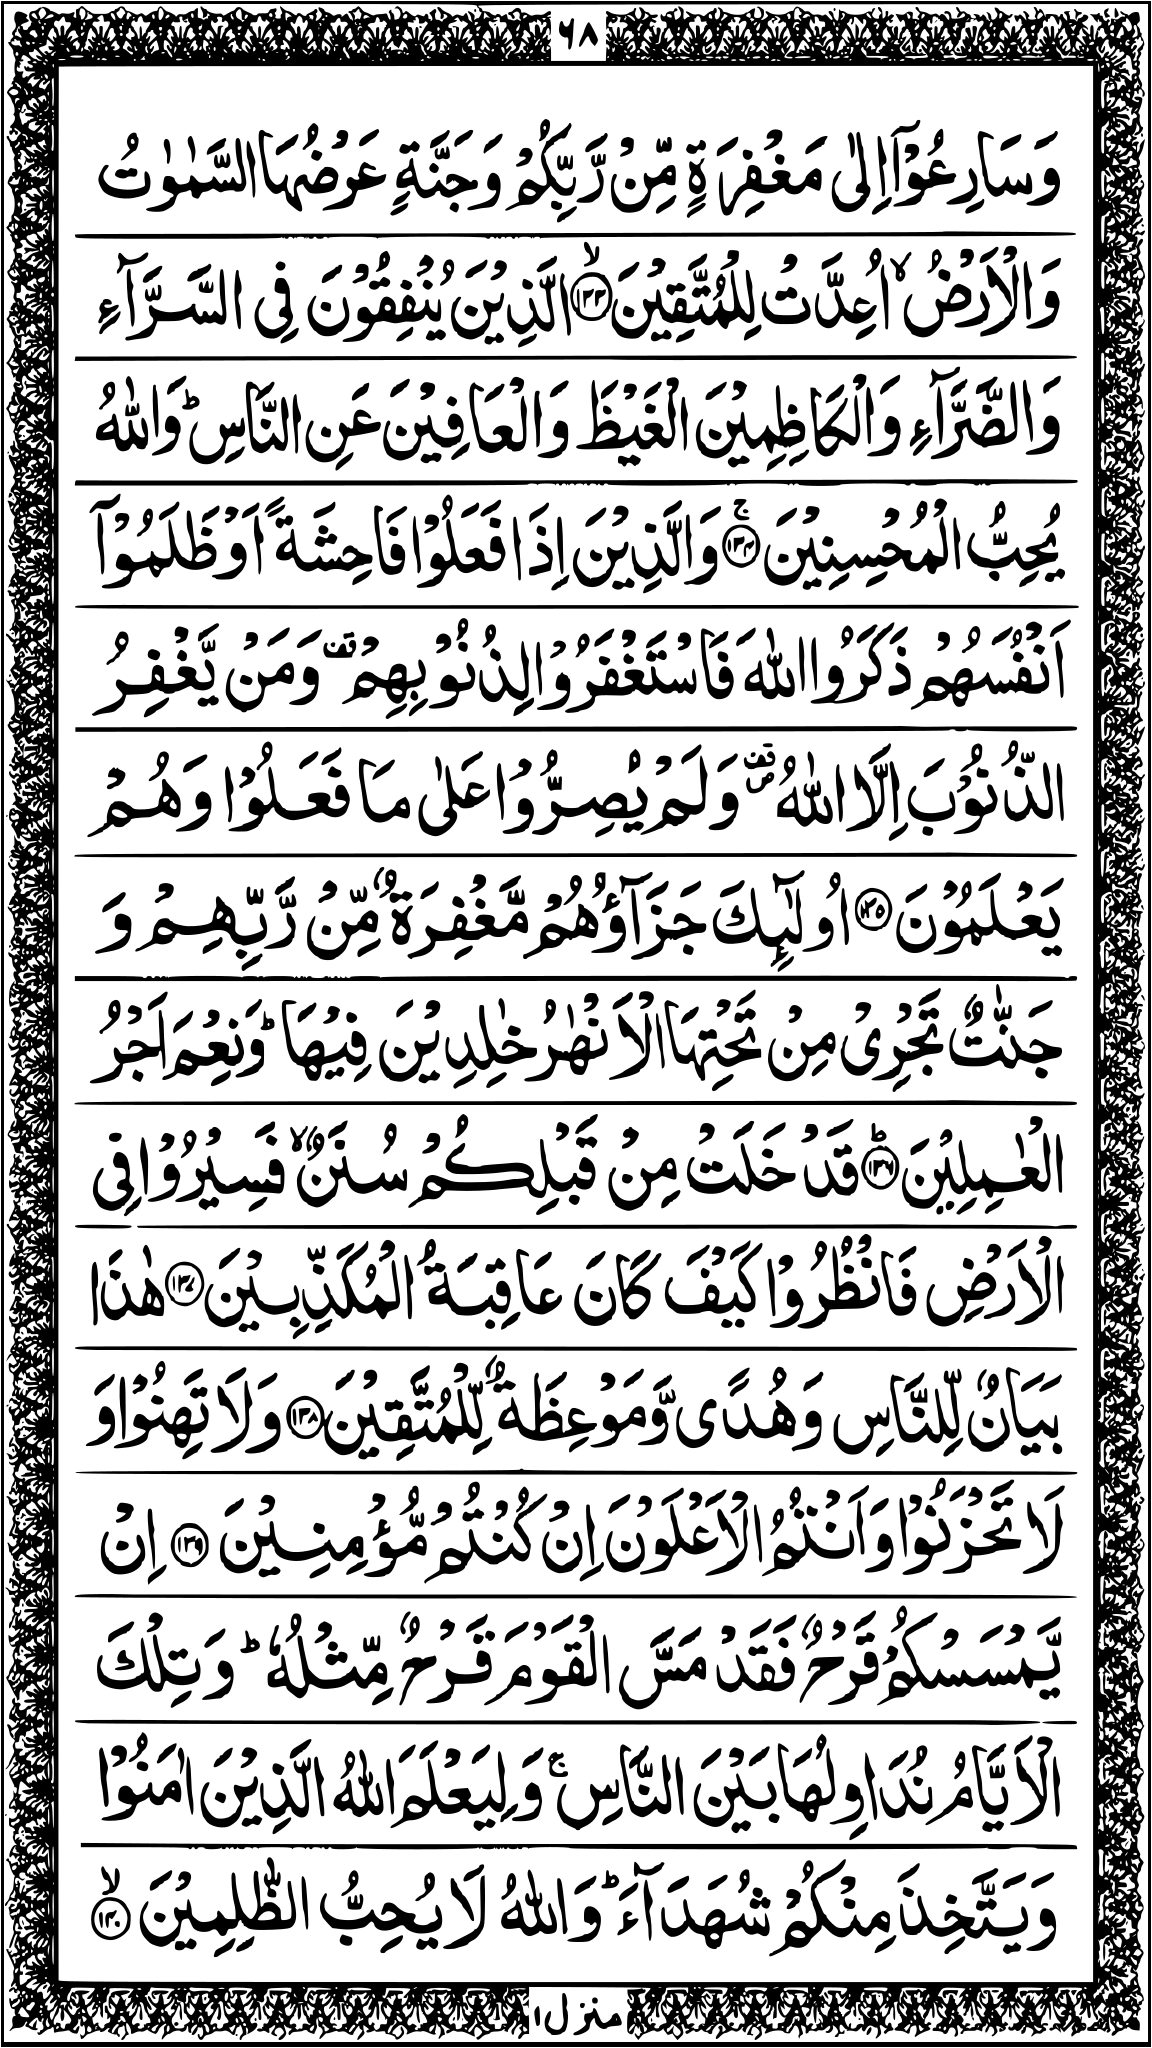 ٦٨
وَسَارِعُوْٓا اِلٰى مَغْفِرَةٍ مِّنْ رَّبِّكُمْ وَجَنَّةٍ عَرْضُهَا السَّمٰوٰتُ
وَالْاَرْضُ ۙ اُعِدَّتْ لِلْمُتَّقِيْنَ ۙ﴿١٣٣﴾ الَّذِيْنَ يُنْفِقُوْنَ فِى السَّرَّآءِ
وَالضَّرَّآءِ وَالْكَاظِمِيْنَ الْغَيْظَ وَالْعَافِيْنَ عَنِ النَّاسِ ؕ وَاللّٰهُ
يُحِبُّ الْمُحْسِنِيْنَ ۚ﴿١٣٤﴾ وَالَّذِيْنَ اِذَا فَعَلُوْا فَاحِشَةً اَوْ ظَلَمُوْٓا
اَنْفُسَهُمْ ذَكَرُوا اللّٰهَ فَاسْتَغْفَرُوْا لِذُنُوْبِهِمْ ۪ وَمَنْ يَّغْفِرُ
الذُّنُوْبَ اِلَّا اللّٰهُ ۪۟ وَلَمْ يُصِرُّوْا عَلٰى مَا فَعَلُوْا وَهُمْ
يَعْلَمُوْنَ ﴿١٣٥﴾ اُولٰٓئِكَ جَزَآؤُهُمْ مَّغْفِرَةٌ مِّنْ رَّبِّهِمْ وَ
جَنّٰتٌ تَجْرِىْ مِنْ تَحْتِهَا الْاَنْهٰرُ خٰلِدِيْنَ فِيْهَا ؕ وَنِعْمَ اَجْرُ
الْعٰمِلِيْنَ ؕ﴿١٣٦﴾ قَدْ خَلَتْ مِنْ قَبْلِكُمْ سُنَنٌ ۙ فَسِيْرُوْا فِى
الْاَرْضِ فَانْظُرُوْا كَيْفَ كَانَ عَاقِبَةُ الْمُكَذِّبِيْنَ ﴿١٣٧﴾ هٰذَا
بَيَانٌ لِّلنَّاسِ وَهُدًى وَّمَوْعِظَةٌ لِّلْمُتَّقِيْنَ ﴿١٣٨﴾ وَلَا تَهِنُوْا وَ
لَا تَحْزَنُوْا وَاَنْتُمُ الْاَعْلَوْنَ اِنْ كُنْتُمْ مُّؤْمِنِيْنَ ﴿١٣٩﴾ اِنْ
يَّمْسَسْكُمْ قَرْحٌ فَقَدْ مَسَّ الْقَوْمَ قَرْحٌ مِّثْلُهٗ ؕ وَتِلْكَ
الْاَيَّامُ نُدَاوِلُهَا بَيْنَ النَّاسِ ۚ وَلِيَعْلَمَ اللّٰهُ الَّذِيْنَ اٰمَنُوْا
وَيَتَّخِذَ مِنْكُمْ شُهَدَآءَ ؕ وَاللّٰهُ لَا يُحِبُّ الظّٰلِمِيْنَ ۙ﴿١٤٠﴾
منزل ١